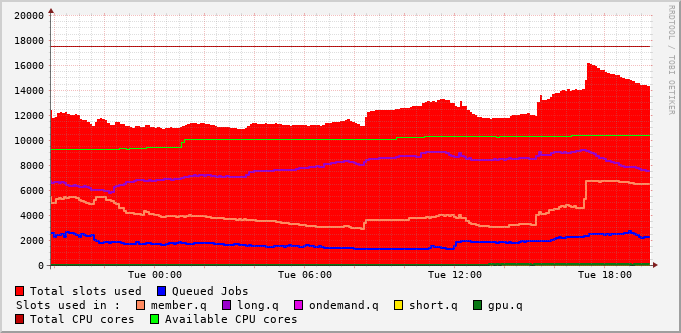 RRDTOOL / TOBI OETIKER
20000
18000
16000
14000
12000
10000
8000
6000
4000
2000
0
Tue 00:00 Tue 06:00 Tue 12:00 Tue 18:00
Total slots used Queued Jobs
Slots used in : member.q long.q ondemand.q short.q gpu.q
Total CPU cores
Available CPU cores